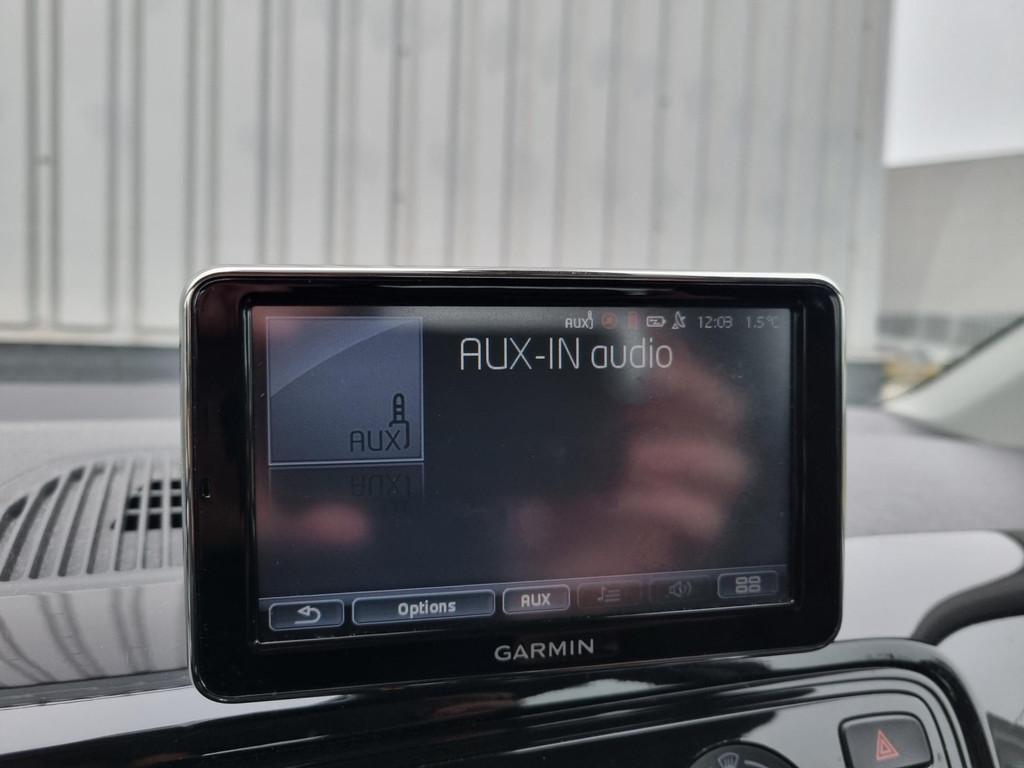 AUX 12:03 1.5°C
AUX-IN audio
AUX
Options AUX
GARMIN